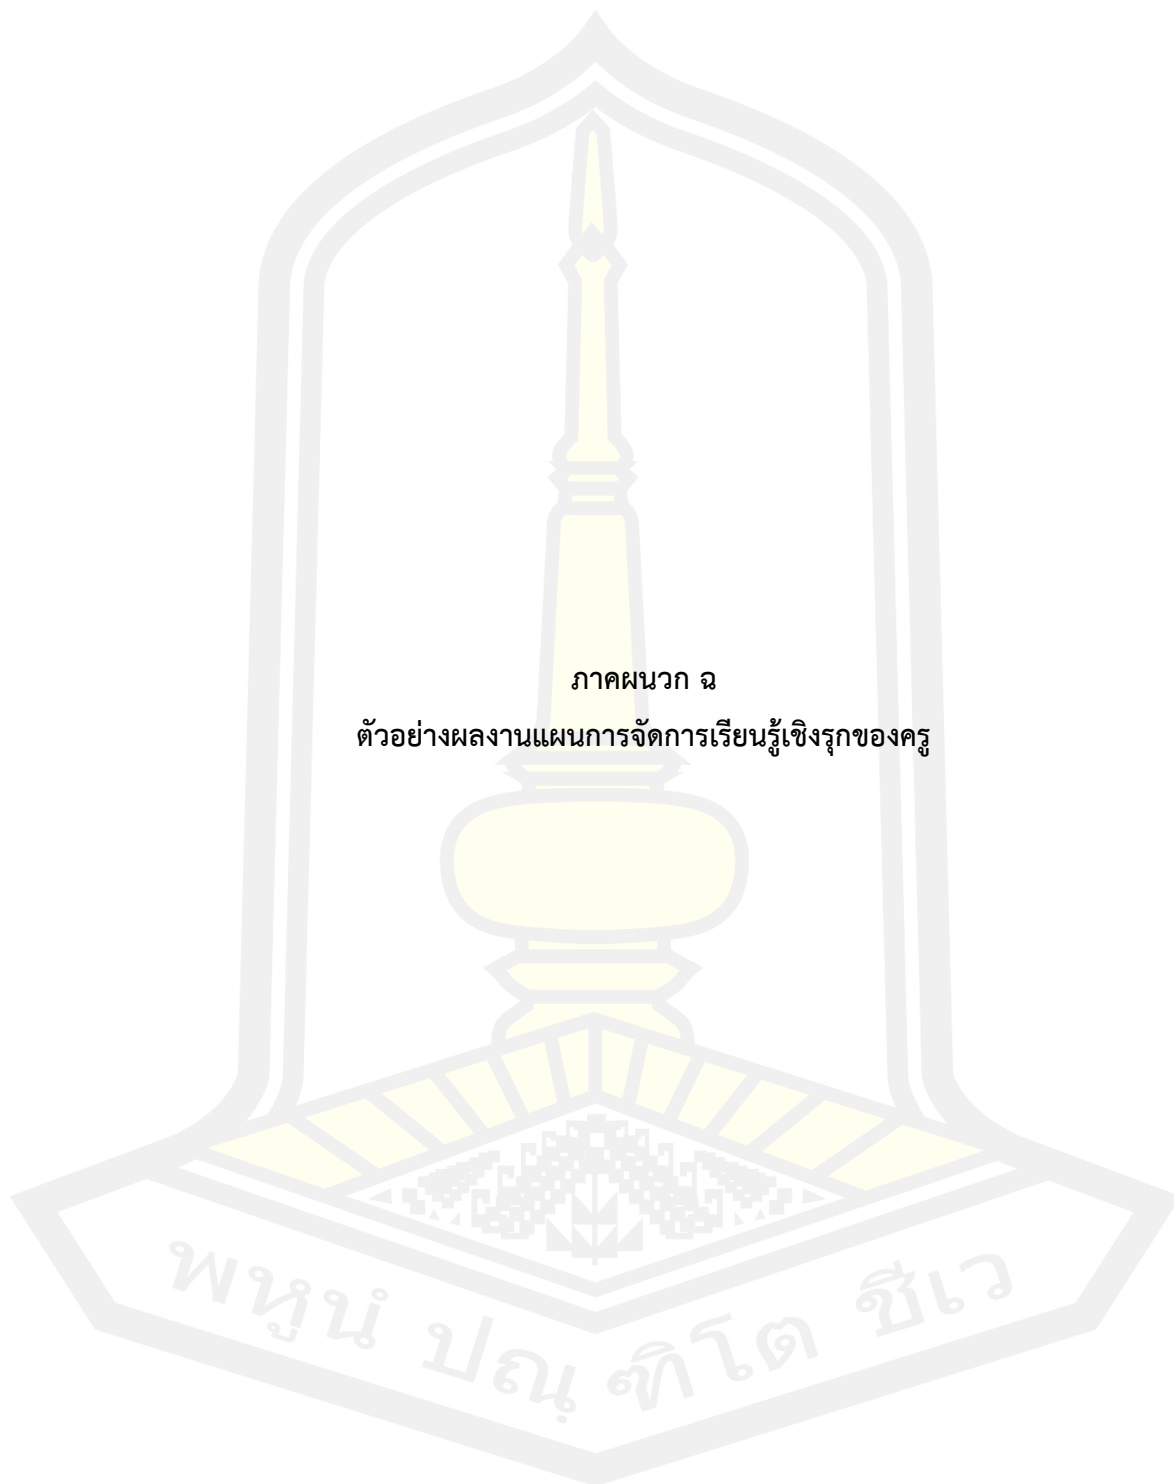 ภาคผนวก ฉ
ตัวอย่างผลงานแผนการจัดการเรียนรู้เชิงรุกของครู
พหูนํ ปณฺฑิโต ชีเว